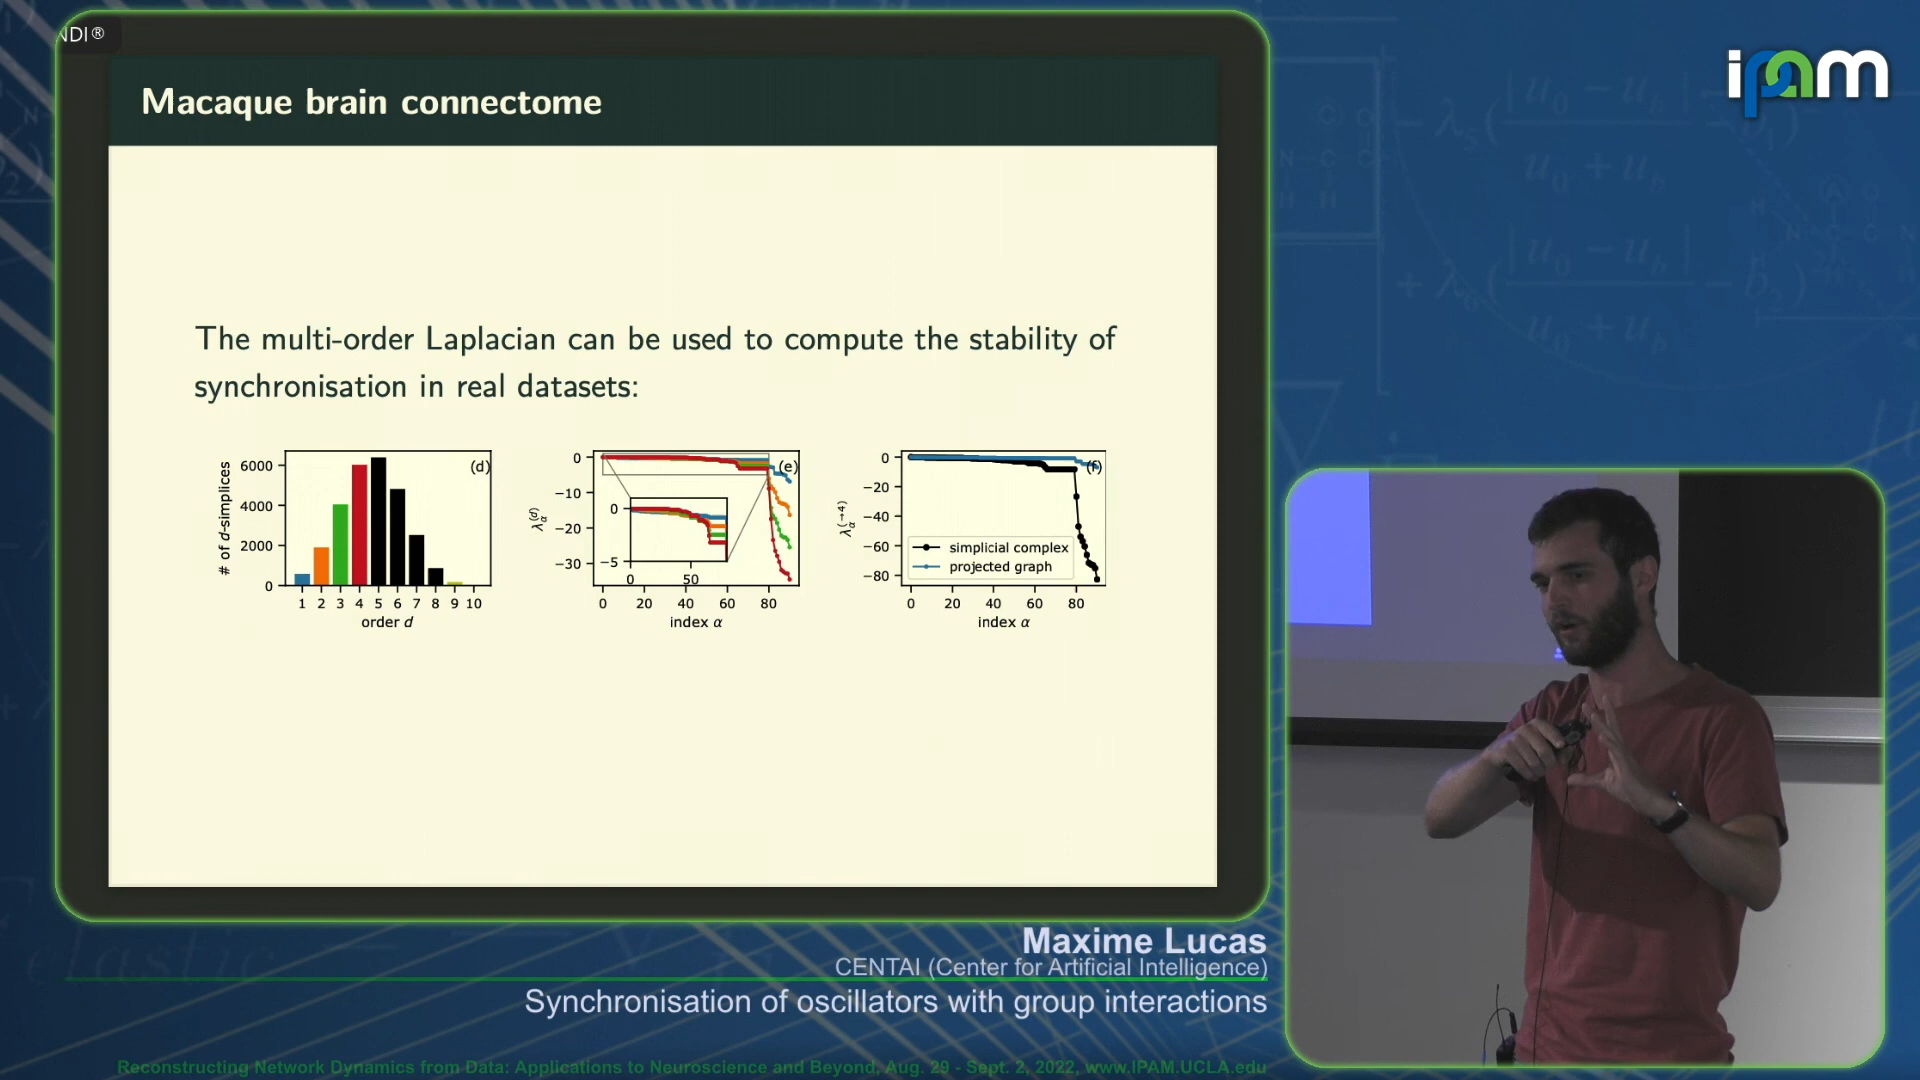 NDI®
ipam
Macaque brain connectome
The multi-order Laplacian can be used to compute the stability of
synchronisation in real datasets:
# of d-simplices
6000
4000
2000
0
(d)
1 2 3 4 5 6 7 8 9 10
order d
λα(d)
0
−10
−20
−30
(e)
0
−5
0 50
0 20 40 60 80
index α
λα(→4)
0
−20
−40
−60
−80
(f)
simplicial complex
projected graph
0 20 40 60 80
index α
Maxime Lucas
CENTAI (Center for Artificial Intelligence)
Synchronisation of oscillators with group interactions
Reconstructing Network Dynamics from Data: Applications to Neuroscience and Beyond, Aug. 29 - Sept. 2, 2022, www.IPAM.UCLA.edu